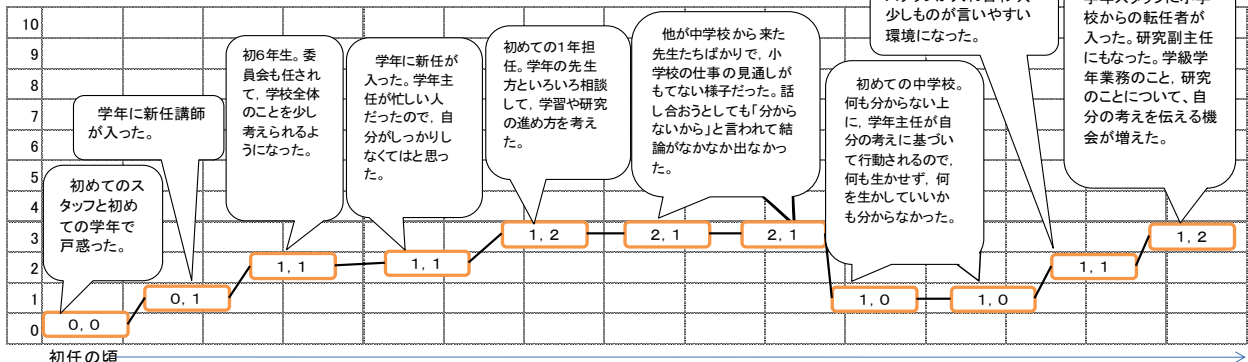 10
9
8
7
6
5
4
3
2
1
0
初めてのス
タッフと初め
ての学年で
戸惑った。
学年に新任講師
が入った。
初6年生。委
員会も任され
て，学校全体
のことを少し
考えられるよ
うになった。
学年に新任が
入った。学年主
任が忙しい人
だったので，自
分がしっかりし
なくてはと思っ
た。
初めての1年担
任。学年の先生
方といろいろ相談
して，学習や研究
の進め方を考え
た。
他が中学校から来た
先生たちばかりで，小
学校の仕事の見通しが
もてない様子だった。話
し合おうとしても「分から
ないから」と言われて結
論がなかなか出なかっ
た。
初めての中学校。
何も分からない上
に，学年主任が自
分の考えに基づい
て行動されるので，
何も生かせず，何
を生かしていいか
も分からなかった。
少しものが言いやすい
環境になった。
校からの転任者が
入った。研究副主任
にもなった。学級学
年業務のこと，研究
のことについて、自
分の考えを伝える機
会が増えた。
0，0
0，1
1，1
1，1
1，2
2，1
2，1
1，0
1，0
1，1
1，2
初任の頃